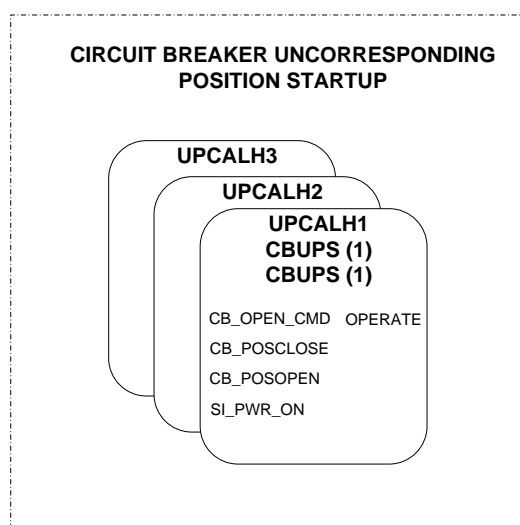 CIRCUIT BREAKER UNCORRESPONDING
POSITION STARTUP
UPCALH3
UPCALH2
UPCALH1
CBUPS (1)
CBUPS (1)
CB_OPEN_CMD OPERATE
CB_POSCLOSE
CB_POSOPEN
SI_PWR_ON